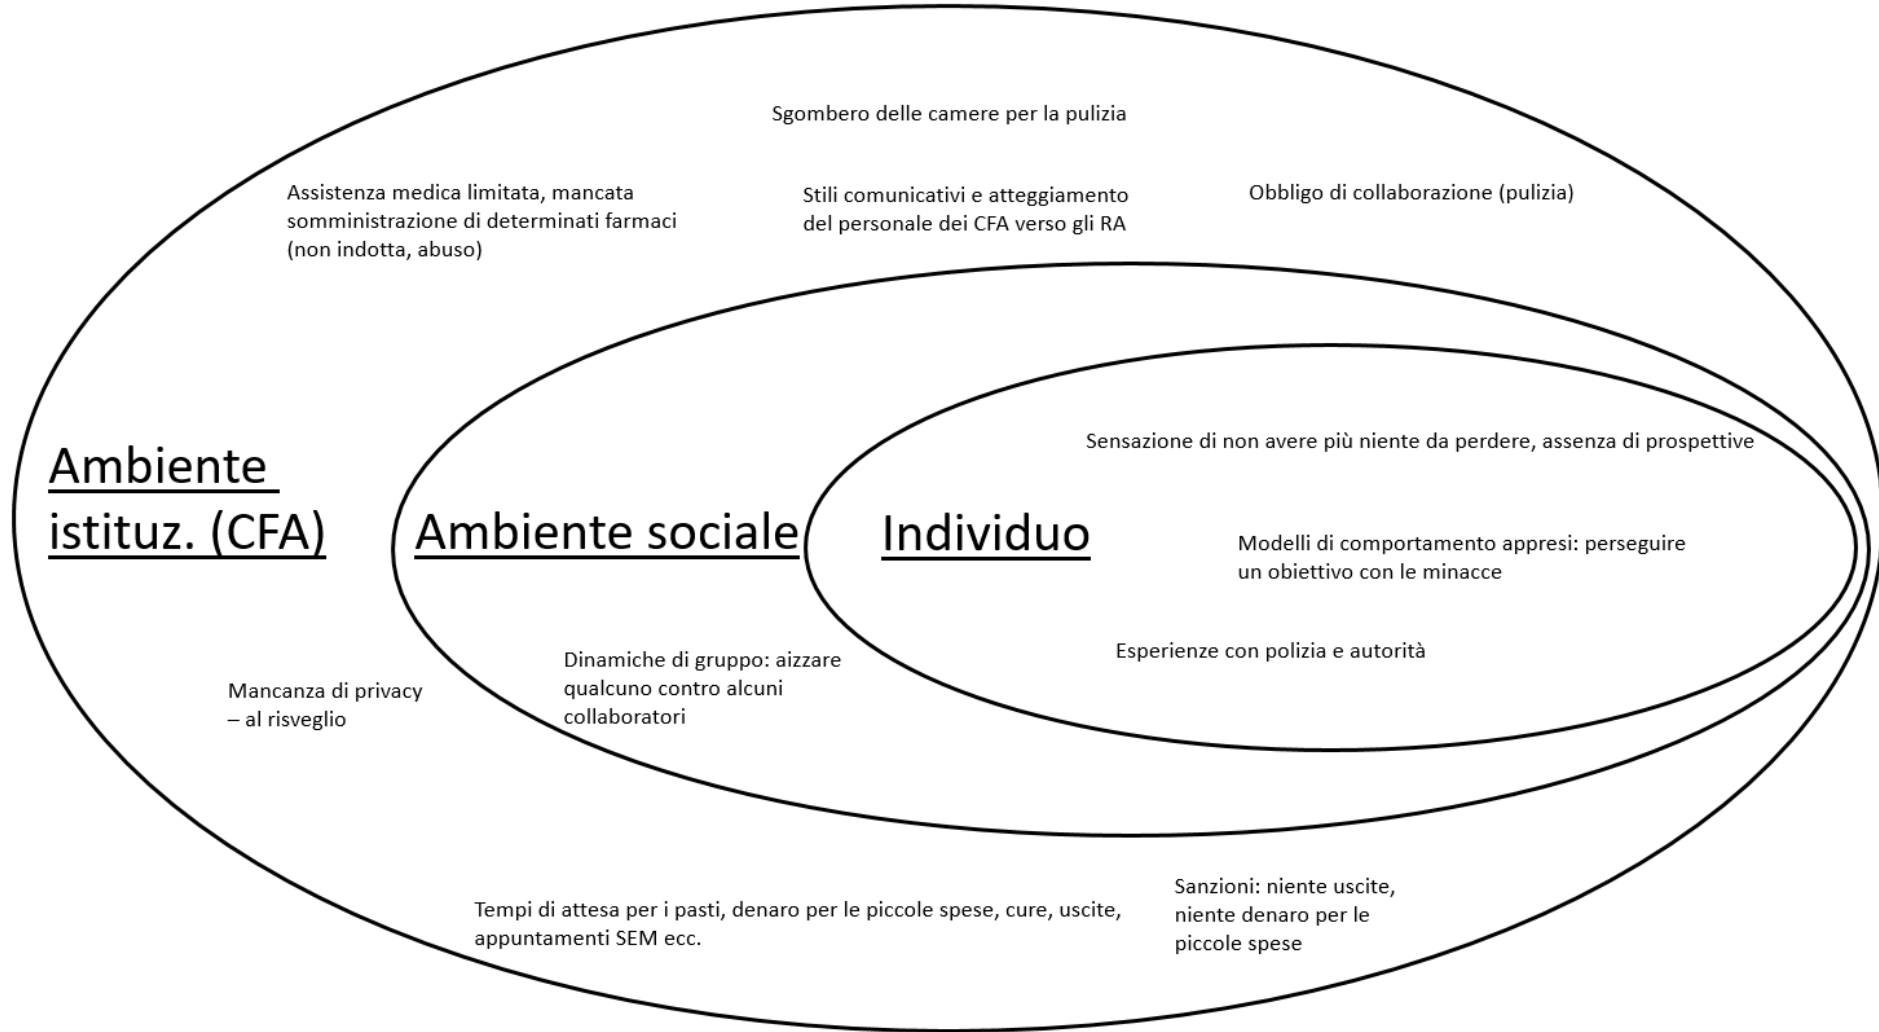 Sgombero delle camere per la pulizia
Assistenza medica limitata, mancata
somministrazione di determinati farmaci
(non indotta, abuso)
Stili comunicativi e atteggiamento
del personale dei CFA verso gli RA
Obbligo di collaborazione (pulizia)
Ambiente
istituz. (CFA)
Ambiente sociale
Individuo
Sensazione di non avere più niente da perdere, assenza di prospettive
Modelli di comportamento appresi: perseguire
un obiettivo con le minacce
Esperienze con polizia e autorità
Dinamiche di gruppo: aizzare
qualcuno contro alcuni
collaboratori
Mancanza di privacy
– al risveglio
Tempi di attesa per i pasti, denaro per le piccole spese, cure, uscite,
appuntamenti SEM ecc.
Sanzioni: niente uscite,
niente denaro per le
piccole spese